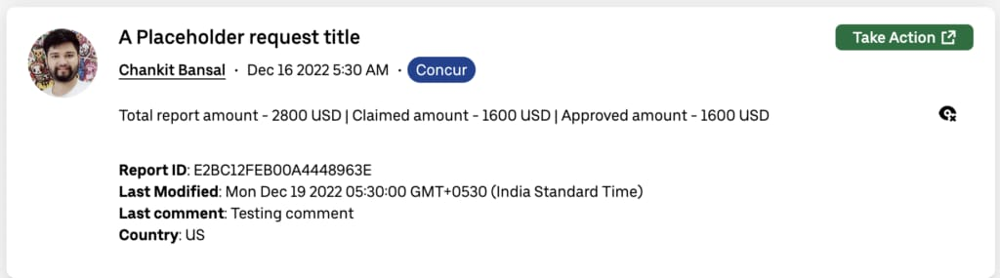 A Placeholder request title
Take Action
Chankit Bansal · Dec 16 2022 5:30 AM · Concur
Total report amount - 2800 USD | Claimed amount - 1600 USD | Approved amount - 1600 USD
Report ID: E2BC12FEB00A4448963E
Last Modified: Mon Dec 19 2022 05:30:00 GMT+0530 (India Standard Time)
Last comment: Testing comment
Country: US